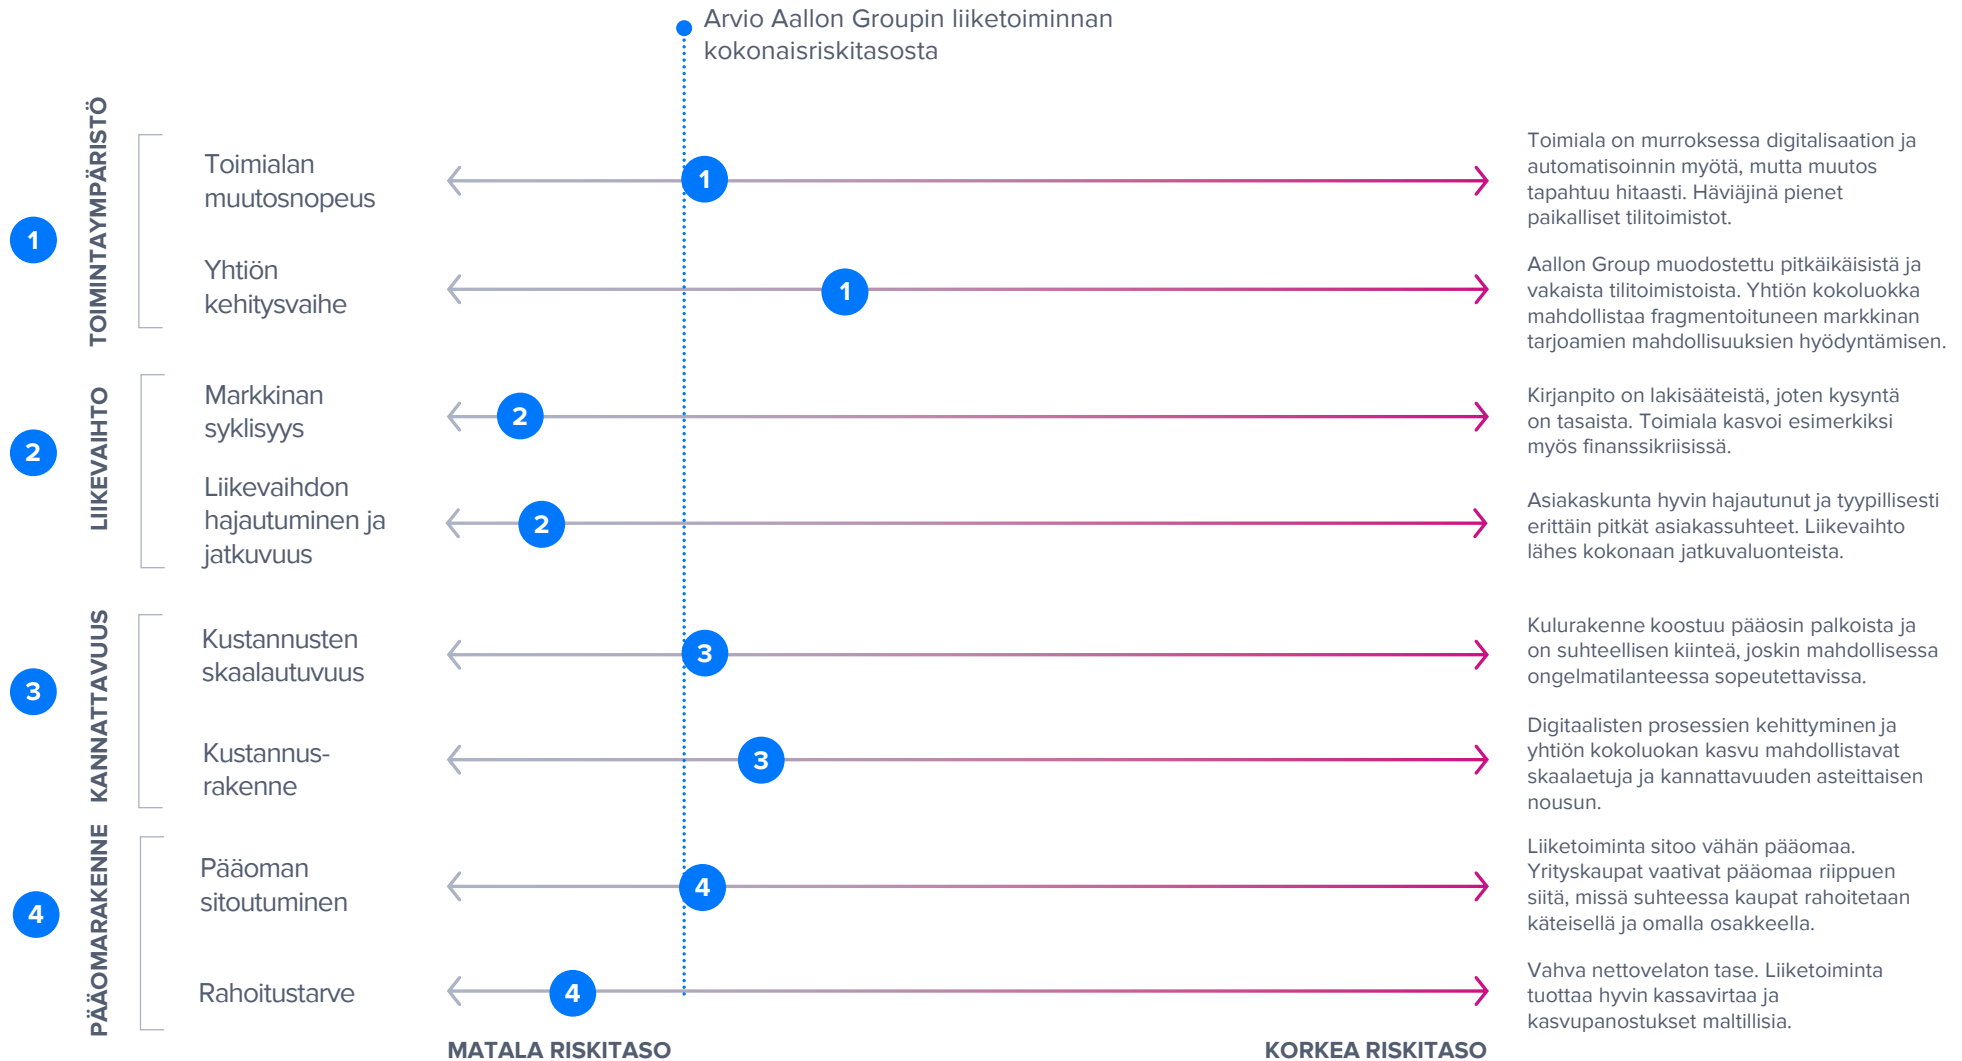 Arvio Aallon Groupin liiketoiminnan
kokonaisriskitasosta
1
TOIMINTAYMPÄRISTÖ
Toimialan
muutosnopeus
1
Toimiala on murroksessa digitalisaation ja
automatisoinnin myötä, mutta muutos
tapahtuu hitaasti. Häviäjinä pienet
paikalliset tilitoimistot.
Yhtiön
kehitysvaihe
1
Aallon Group muodostettu pitkäikäisistä ja
vakaista tilitoimistoista. Yhtiön kokoluokka
mahdollistaa fragmentoituneen markkinan
tarjoamien mahdollisuuksien hyödyntämisen.
2
LIIKEVAIHTO
Markkinan
syklisyys
2
Kirjanpito on lakisääteistä, joten kysyntä
on tasaista. Toimiala kasvoi esimerkiksi
myös finanssikriisissä.
Liikevaihdon
hajautuminen ja
jatkuvuus
2
Asiakaskunta hyvin hajautunut ja tyypillisesti
erittäin pitkät asiakassuhteet. Liikevaihto
lähes kokonaan jatkuvaluonteista.
3
KANNATTAVUUS
Kustannusten
skaalautuvuus
3
Kulurakenne koostuu pääosin palkoista ja
on suhteellisen kiinteä, joskin mahdollisessa
ongelmatilanteessa sopeutettavissa.
Kustannus-
rakenne
3
Digitaalisten prosessien kehittyminen ja
yhtiön kokoluokan kasvu mahdollistavat
skaalaetuja ja kannattavuuden asteittaisen
nousun.
4
PÄÄOMARAKENNE
Pääoman
sitoutuminen
4
Liiketoiminta sitoo vähän pääomaa.
Yrityskaupat vaativat pääomaa riippuen
siitä, missä suhteessa kaupat rahoitetaan
käteisellä ja omalla osakkeella.
Rahoitustarve
4
Vahva nettovelaton tase. Liiketoiminta
tuottaa hyvin kassavirtaa ja
kasvupanostukset maltillisia.
MATALA RISKITASO
KORKEA RISKITASO